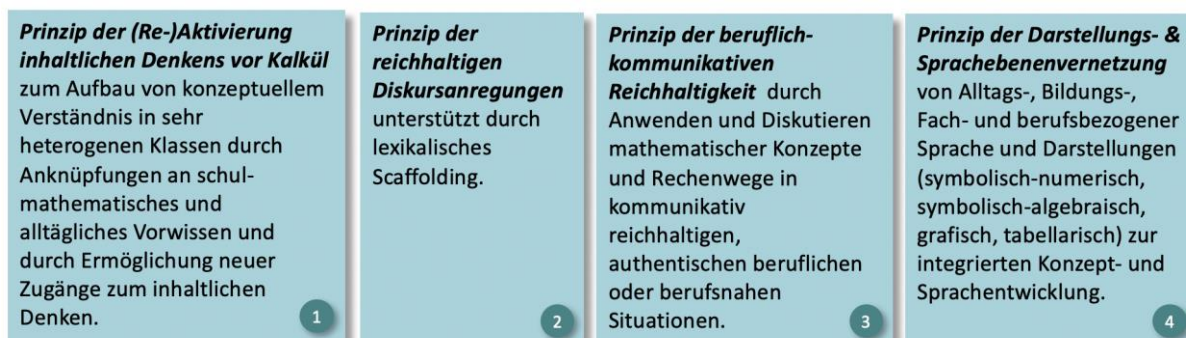 Prinzip der (Re-)Aktivierung
inhaltlichen Denkens vor Kalkül
zum Aufbau von konzeptuellem
Verständnis in sehr
heterogenen Klassen durch
Anknüpfungen an schul-
mathematisches und
alltägliches Vorwissen und
durch Ermöglichung neuer
Zugänge zum inhaltlichen
Denken.
1
Prinzip der
reichhaltigen
Diskursanregungen
unterstützt durch
lexikalisches
Scaffolding.
2
Prinzip der beruflich-
kommunikativen
Reichhaltigkeit durch
Anwenden und Diskutieren
mathematischer Konzepte
und Rechenwege in
kommunikativ
reichhaltigen,
authentischen beruflichen
oder berufsnahen
Situationen.
3
Prinzip der Darstellungs- &
Sprachebenenvernetzung
von Alltags-, Bildungs-,
Fach- und berufsbezogener
Sprache und Darstellungen
(symbolisch-numerisch,
symbolisch-algebraisch,
grafisch, tabellarisch) zur
integrierten Konzept- und
Sprachentwicklung.
4